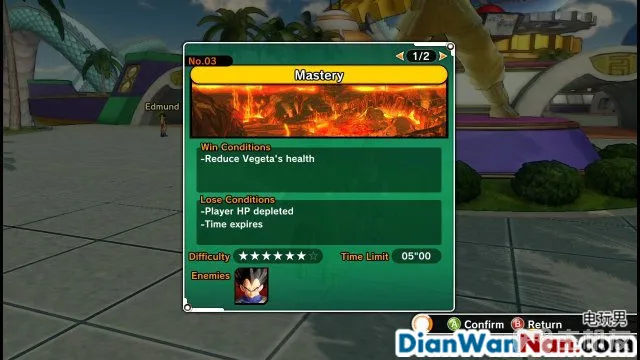 No.03
1/2
Mastery
Edmund
Win Conditions
-Reduce Vegeta's health
Lose Conditions
-Player HP depleted
-Time expires
Difficulty ★★★★★★☆ Time Limit 05"00
Enemies
电玩男
A Confirm B Return
DianWanNan.com